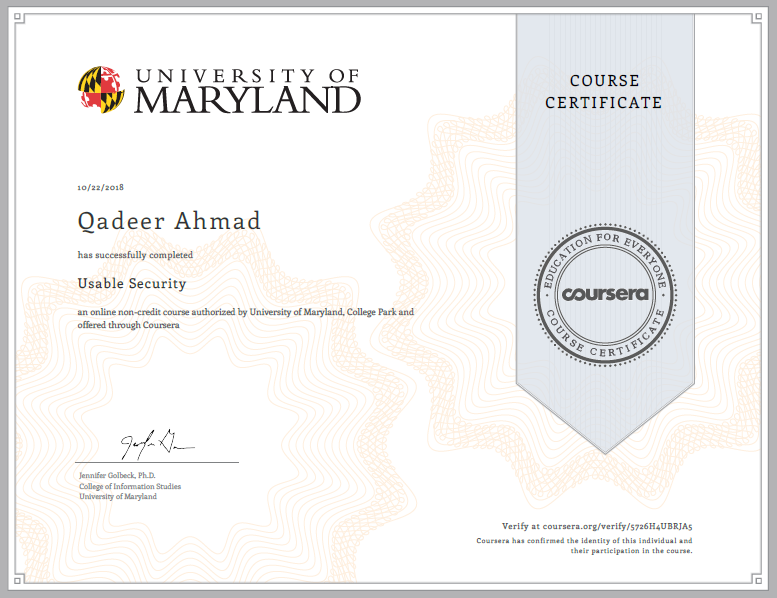 UNIVERSITY OF
MARYLAND
COURSE
CERTIFICATE
10/22/2018
Qadeer Ahmad
has successfully completed
Usable Security
an online non-credit course authorized by University of Maryland, College Park and
offered through Coursera
EDUCATION FOR EVERYONE
coursera
COURSE CERTIFICATE
Jennifer Golbeck, Ph.D.
College of Information Studies
University of Maryland
Verify at coursera.org/verify/5726H4UBRJA5
Coursera has confirmed the identity of this individual and
their participation in the course.